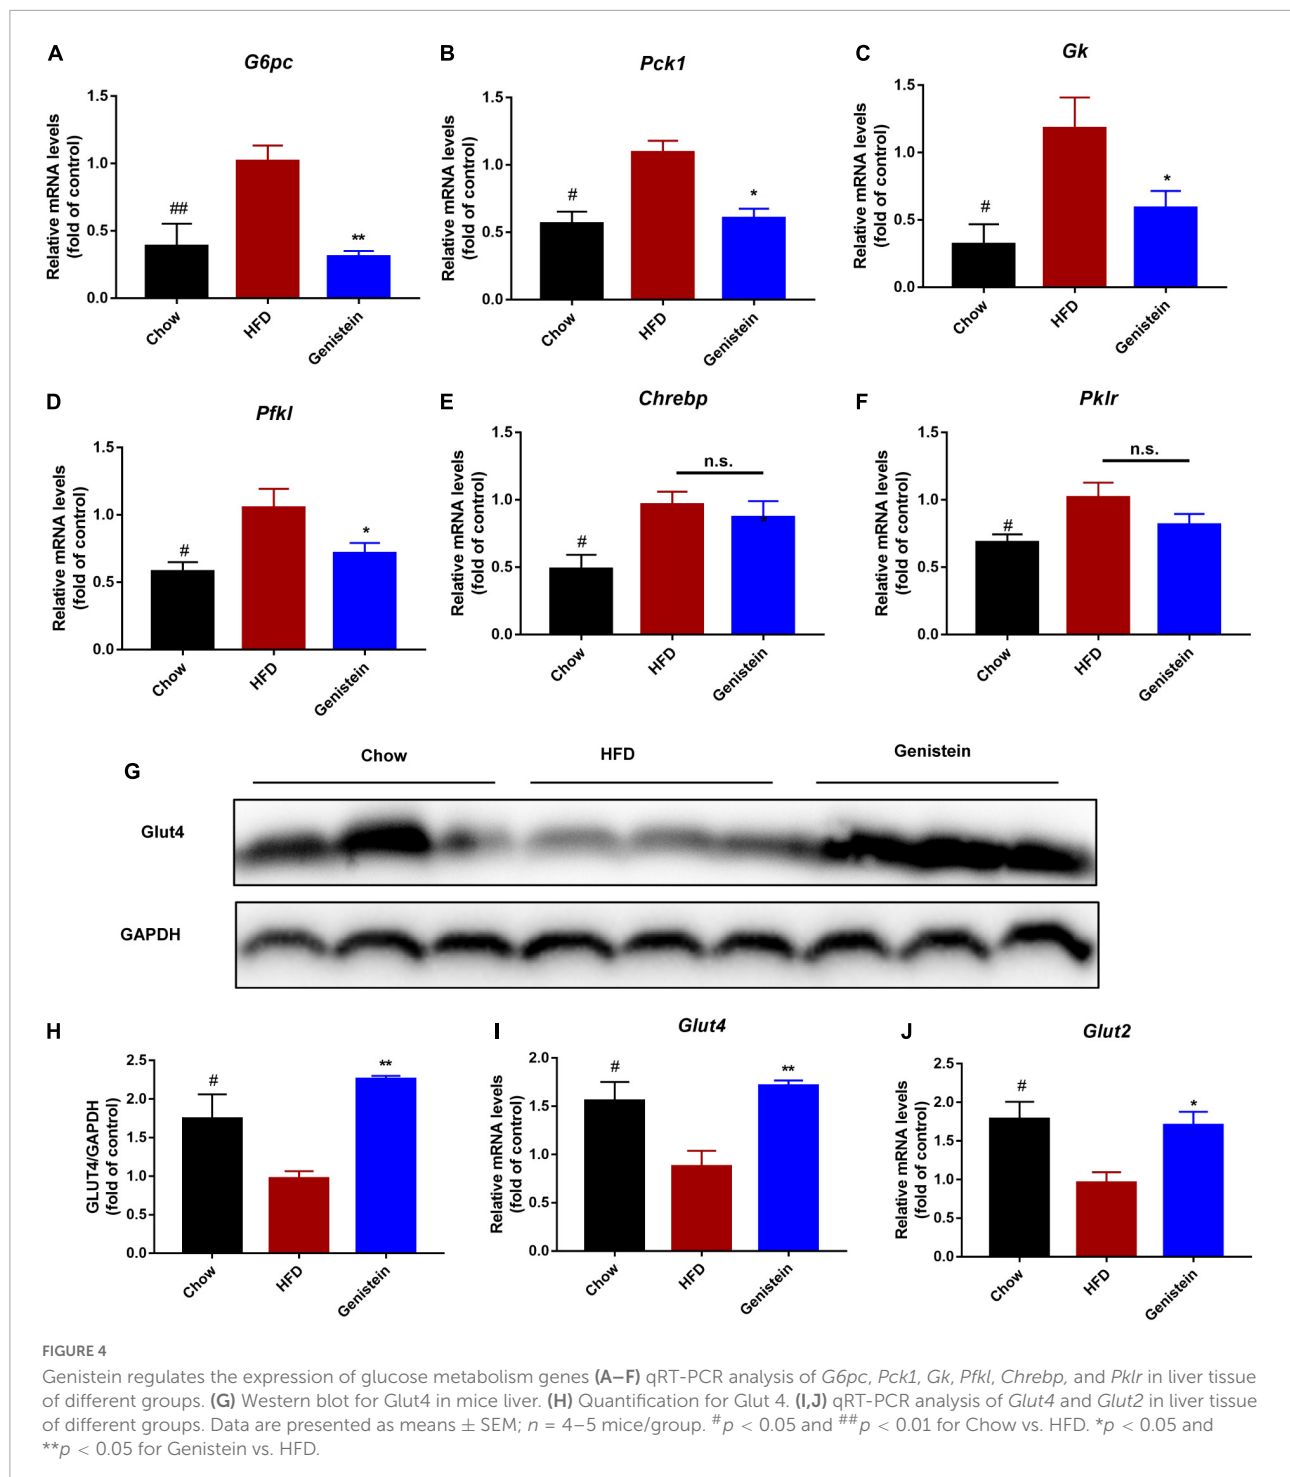 A
G6pc
Relative mRNA levels
(fold of control)
1.5
1.0
0.5
0.0
##
**
Chow
HFD
Genistein
B
Pck1
Relative mRNA levels
(fold of control)
1.5
1.0
0.5
0.0
#
*
Chow
HFD
Genistein
C
Gk
Relative mRNA levels
(fold of control)
1.5
1.0
0.5
0.0
#
*
Chow
HFD
Genistein
D
Pfkl
Relative mRNA levels
(fold of control)
1.5
1.0
0.5
0.0
#
*
Chow
HFD
Genistein
E
Chrebp
Relative mRNA levels
(fold of control)
1.5
1.0
0.5
0.0
#
n.s.
*
Chow
HFD
Genistein
F
Pklr
Relative mRNA levels
(fold of control)
1.5
1.0
0.5
0.0
#
n.s.
Chow
HFD
Genistein
G
Chow
HFD
Genistein
Glut4
GAPDH
H
GLUT4/GAPDH
(fold of control)
2.5
2.0
1.5
1.0
0.5
0.0
#
**
Chow
HFD
Genistein
I
Glut4
Relative mRNA levels
(fold of control)
2.0
1.5
1.0
0.5
0.0
#
**
Chow
HFD
Genistein
J
Glut2
Relative mRNA levels
(fold of control)
2.5
2.0
1.5
1.0
0.5
0.0
#
*
Chow
HFD
Genistein
FIGURE 4
Genistein regulates the expression of glucose metabolism genes (A–F) qRT-PCR analysis of G6pc, Pck1, Gk, Pfkl, Chrebp, and Pklr in liver tissue
of different groups. (G) Western blot for Glut4 in mice liver. (H) Quantification for Glut 4. (I,J) qRT-PCR analysis of Glut4 and Glut2 in liver tissue
of different groups. Data are presented as means ± SEM; n = 4–5 mice/group. #p < 0.05 and ##p < 0.01 for Chow vs. HFD. *p < 0.05 and
**p < 0.05 for Genistein vs. HFD.